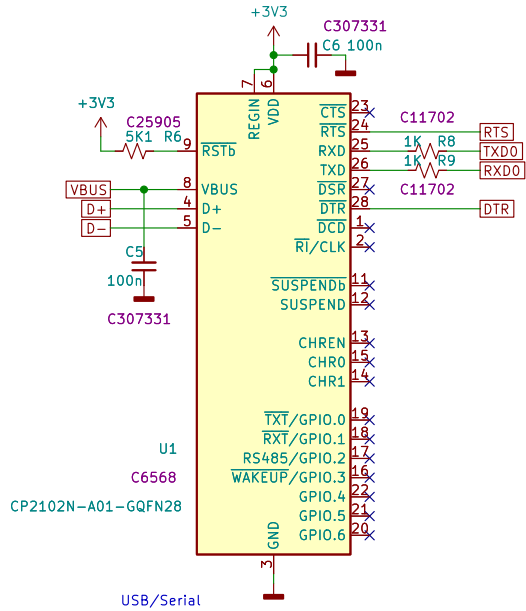 C307331
+3V3
C6 100n
7
6
REGIN
VDD
+3V3
C25905
5K1 R6
9 RSTb
VBUS
8 VBUS
D+
4 D+
D-
5 D-
C5
100n
C307331
CTS 23
C11702
RTS 24
RTS
RXD 25
1K R8
TXD0
TXD 26
1K R9
RXD0
DSR 27
C11702
DTR 28
DTR
DCD 1
RI/CLK 2
SUSPENDb 11
SUSPEND 12
CHREN 13
CHR0 15
CHR1 14
TXT/GPIO.0 19
RXT/GPIO.1 18
RS485/GPIO.2 17
WAKEUP/GPIO.3 16
GPIO.4 22
GPIO.5 21
GPIO.6 20
U1
C6568
CP2102N-A01-GQFN28
GND
3
USB/Serial